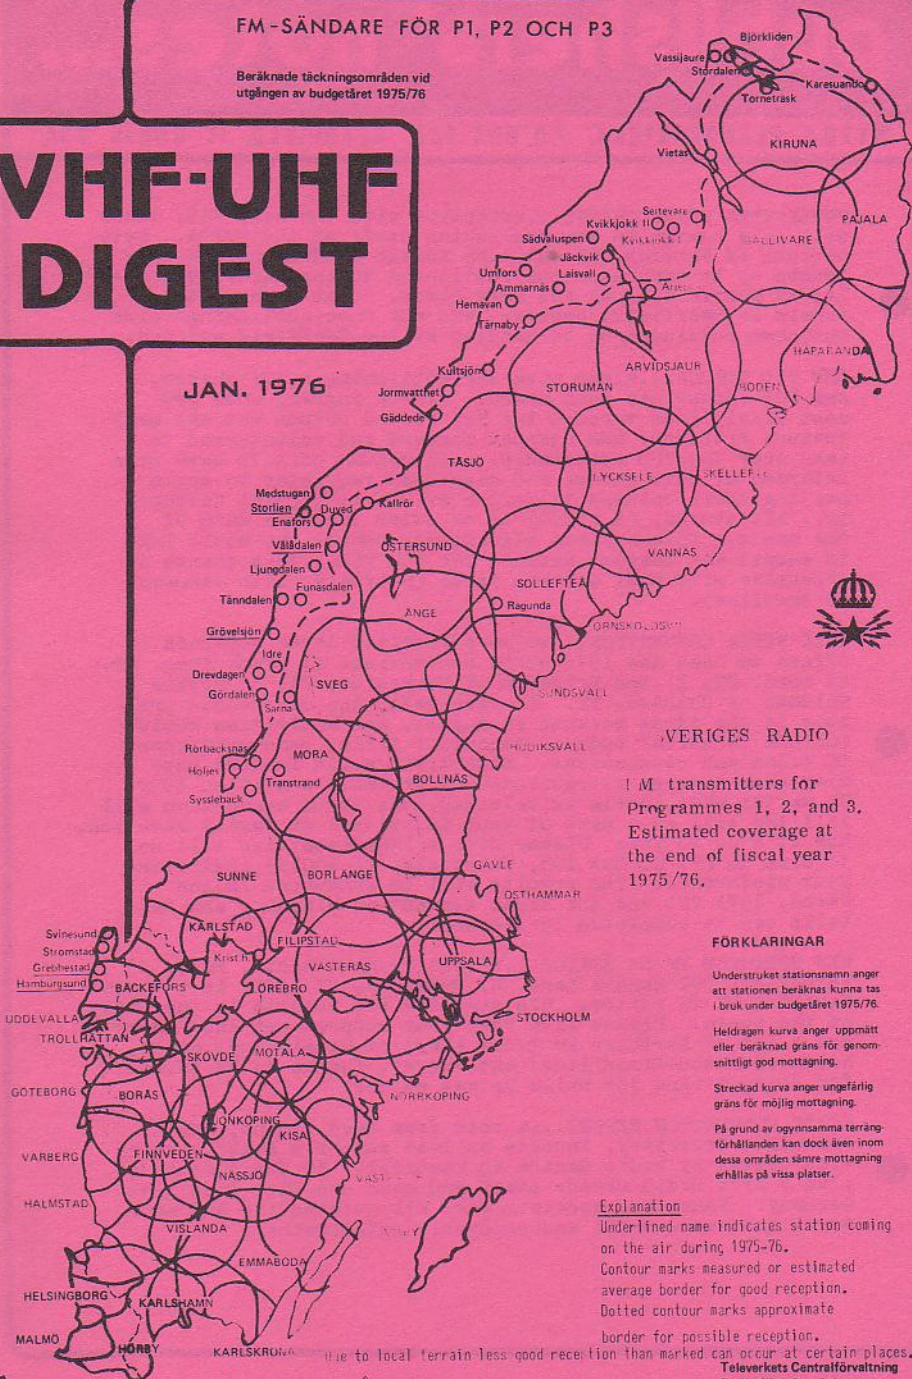 FM-SÄNDARE FÖR P1, P2 OCH P3
Beräknade täckningsområden vid
utgången av budgetåret 1975/76
VHF-UHF
DIGEST
JAN. 1976
Björkliden
Vassijaure
Stordalen
Torneträsk
Karesuando
KIRUNA
Vietas
PAJALA
Seitevare
Kvikkjokk II
Kvikkjokk I
GÄLLIVARE
Sädvaluspen
Jäckvik
Umfors
Laisvall
Ammarnäs
Hemavan
Tärnaby
HAPARANDA
ARVIDSJAUR
Kultsjön
STORUMAN
BODEN
Jormvattnet
Gäddede
TÅSJÖ
LYCKSELE
Medstugan
Storlien
Duved
Kallrör
Enafors
Vålådalen
ÖSTERSUND
VÄNNÄS
Ljungdalen
SOLLEFTEÅ
Funäsdalen
Tänndalen
ÅNGE
Ragunda
Grövelsjön
Idre
Drevdagen
SVEG
Gördalen
SUNDSVALL
Särna
Rörbäcksnäs
MORA
HUDIKSVALL
Höljes
Transtrand
BOLLNÄS
Sysslebäck
GÄVLE
SUNNE
BORLÄNGE
ÖSTHAMMAR
KARLSTAD
Svinesund
FILIPSTAD
Strömstad
Krist.h.
UPPSALA
Grebbestad
VÄSTERÅS
Hamburgsund
BÄCKEFORS
ÖREBRO
UDDEVALLA
STOCKHOLM
TROLLHÄTTAN
SKÖVDE
MOTALA
GÖTEBORG
BORÅS
NORRKÖPING
JÖNKÖPING
KISA
VARBERG
FINNVEDEN
NÄSSJÖ
HALMSTAD
VISLANDA
EMMABODA
HELSINGBORG
KARLSHAMN
MALMÖ
HÖRBY
KARLSKRONA
VERIGES RADIO
M transmitters for
Programmes 1, 2, and 3.
Estimated coverage at
the end of fiscal year
1975/76.
FÖRKLARINGAR
Understruket stationsnamn anger
att stationen beräknas kunna tas
i bruk under budgetåret 1975/76.
Heldragen kurva anger uppmätt
eller beräknad gräns för genom-
snittligt god mottagning.
Streckad kurva anger ungefärlig
gräns för möjlig mottagning.
På grund av ogynnsamma terräng-
förhållanden kan dock även inom
dessa områden sämre mottagning
erhållas på vissa platser.
Explanation
Underlined name indicates station coming
on the air during 1975-76.
Contour marks measured or estimated
average border for good reception.
Dotted contour marks approximate
border for possible reception.
to local terrain less good reception than marked can occur at certain places.
Televerkets Centralförvaltning